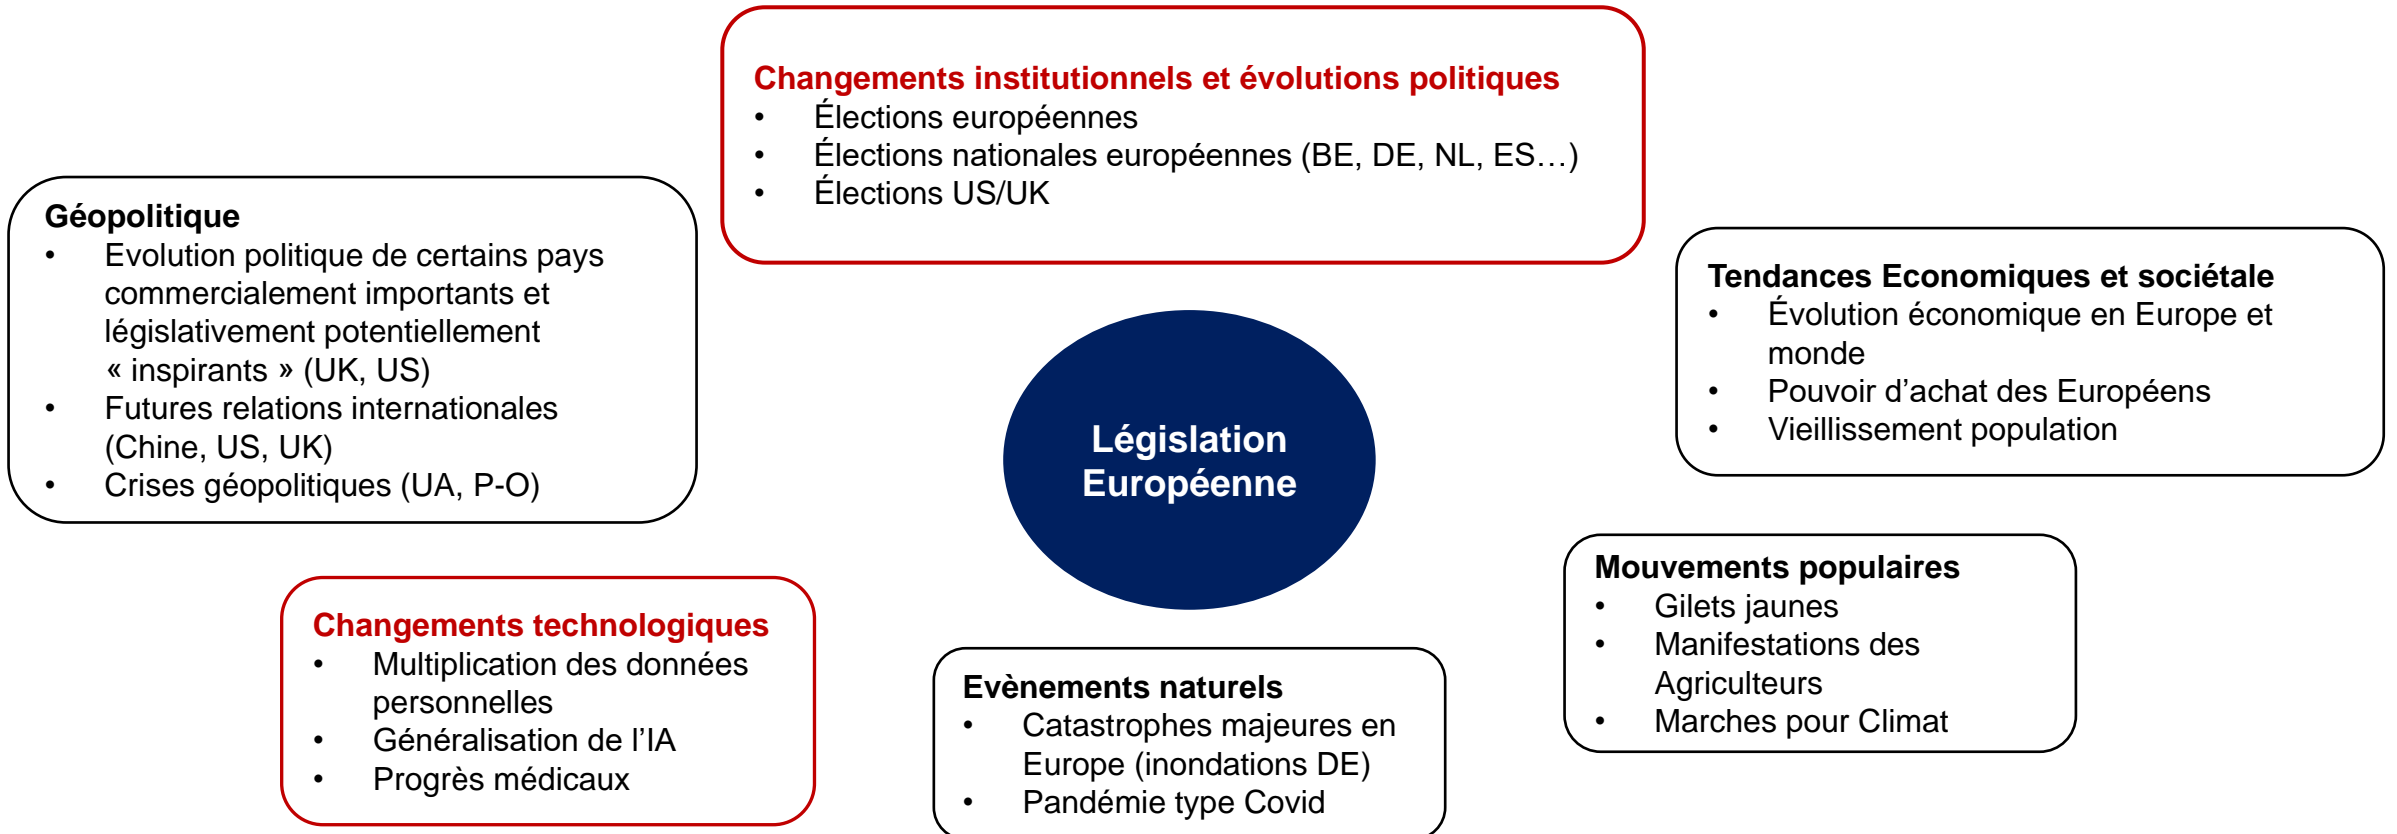 Changements institutionnels et évolutions politiques
• Élections européennes
• Élections nationales européennes (BE, DE, NL, ES…)
• Élections US/UK
Géopolitique
• Evolution politique de certains pays
commercialement importants et
législativement potentiellement
« inspirants » (UK, US)
• Futures relations internationales
(Chine, US, UK)
• Crises géopolitiques (UA, P-O)
Tendances Economiques et sociétale
• Évolution économique en Europe et
monde
• Pouvoir d’achat des Européens
• Vieillissement population
Législation
Européenne
Mouvements populaires
• Gilets jaunes
• Manifestations des
Agriculteurs
• Marches pour Climat
Changements technologiques
• Multiplication des données
personnelles
• Généralisation de l’IA
• Progrès médicaux
Evènements naturels
• Catastrophes majeures en
Europe (inondations DE)
• Pandémie type Covid